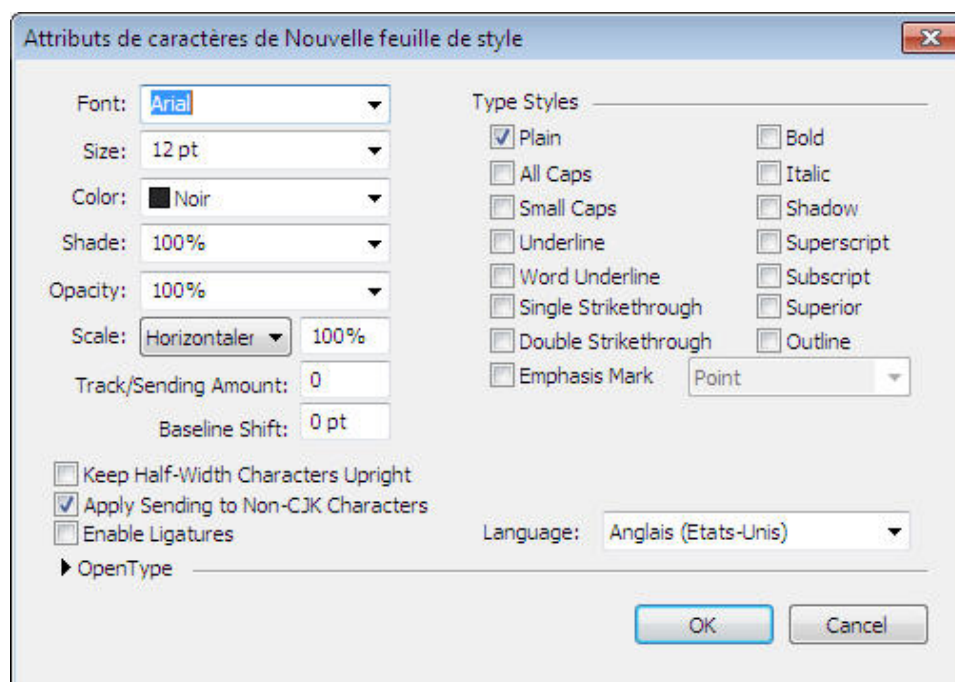 Attributs de caractères de Nouvelle feuille de style
Font: Arial
Size: 12 pt
Color: Noir
Shade: 100%
Opacity: 100%
Scale: Horizontaler 100%
Track/Sending Amount: 0
Baseline Shift: 0 pt
Type Styles
Plain
Bold
All Caps
Italic
Small Caps
Shadow
Underline
Superscript
Word Underline
Subscript
Single Strikethrough
Superior
Double Strikethrough
Outline
Emphasis Mark Point
Keep Half-Width Characters Upright
Apply Sending to Non-CJK Characters
Enable Ligatures
Language: Anglais (Etats-Unis)
OpenType
OK
Cancel